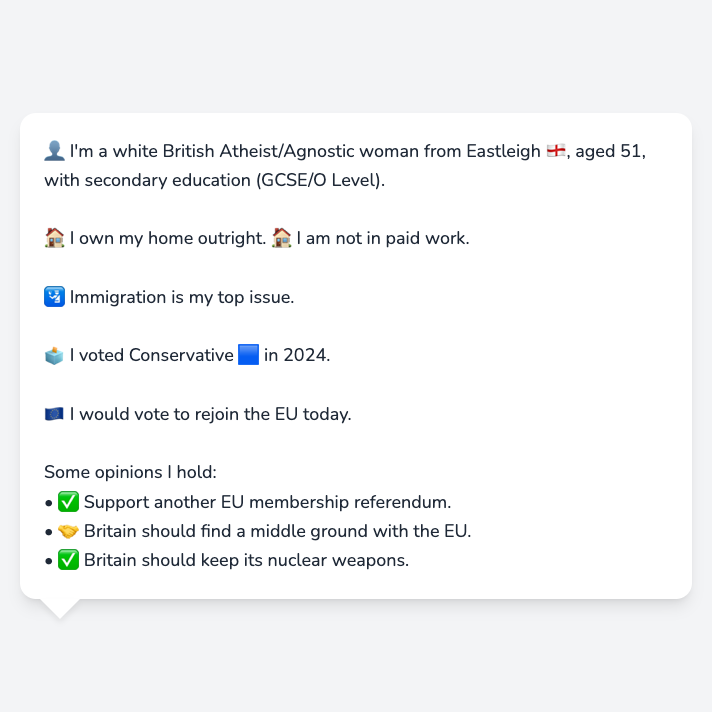 👤 I'm a white British Atheist/Agnostic woman from Eastleigh 🏴󠁧󠁢󠁥󠁮󠁧󠁿, aged 51,
with secondary education (GCSE/O Level).
🏠 I own my home outright. 🏠 I am not in paid work.
🛂 Immigration is my top issue.
🗳️ I voted Conservative 🟦 in 2024.
🇪🇺 I would vote to rejoin the EU today.
Some opinions I hold:
• ✅ Support another EU membership referendum.
• 🤝 Britain should find a middle ground with the EU.
• ✅ Britain should keep its nuclear weapons.